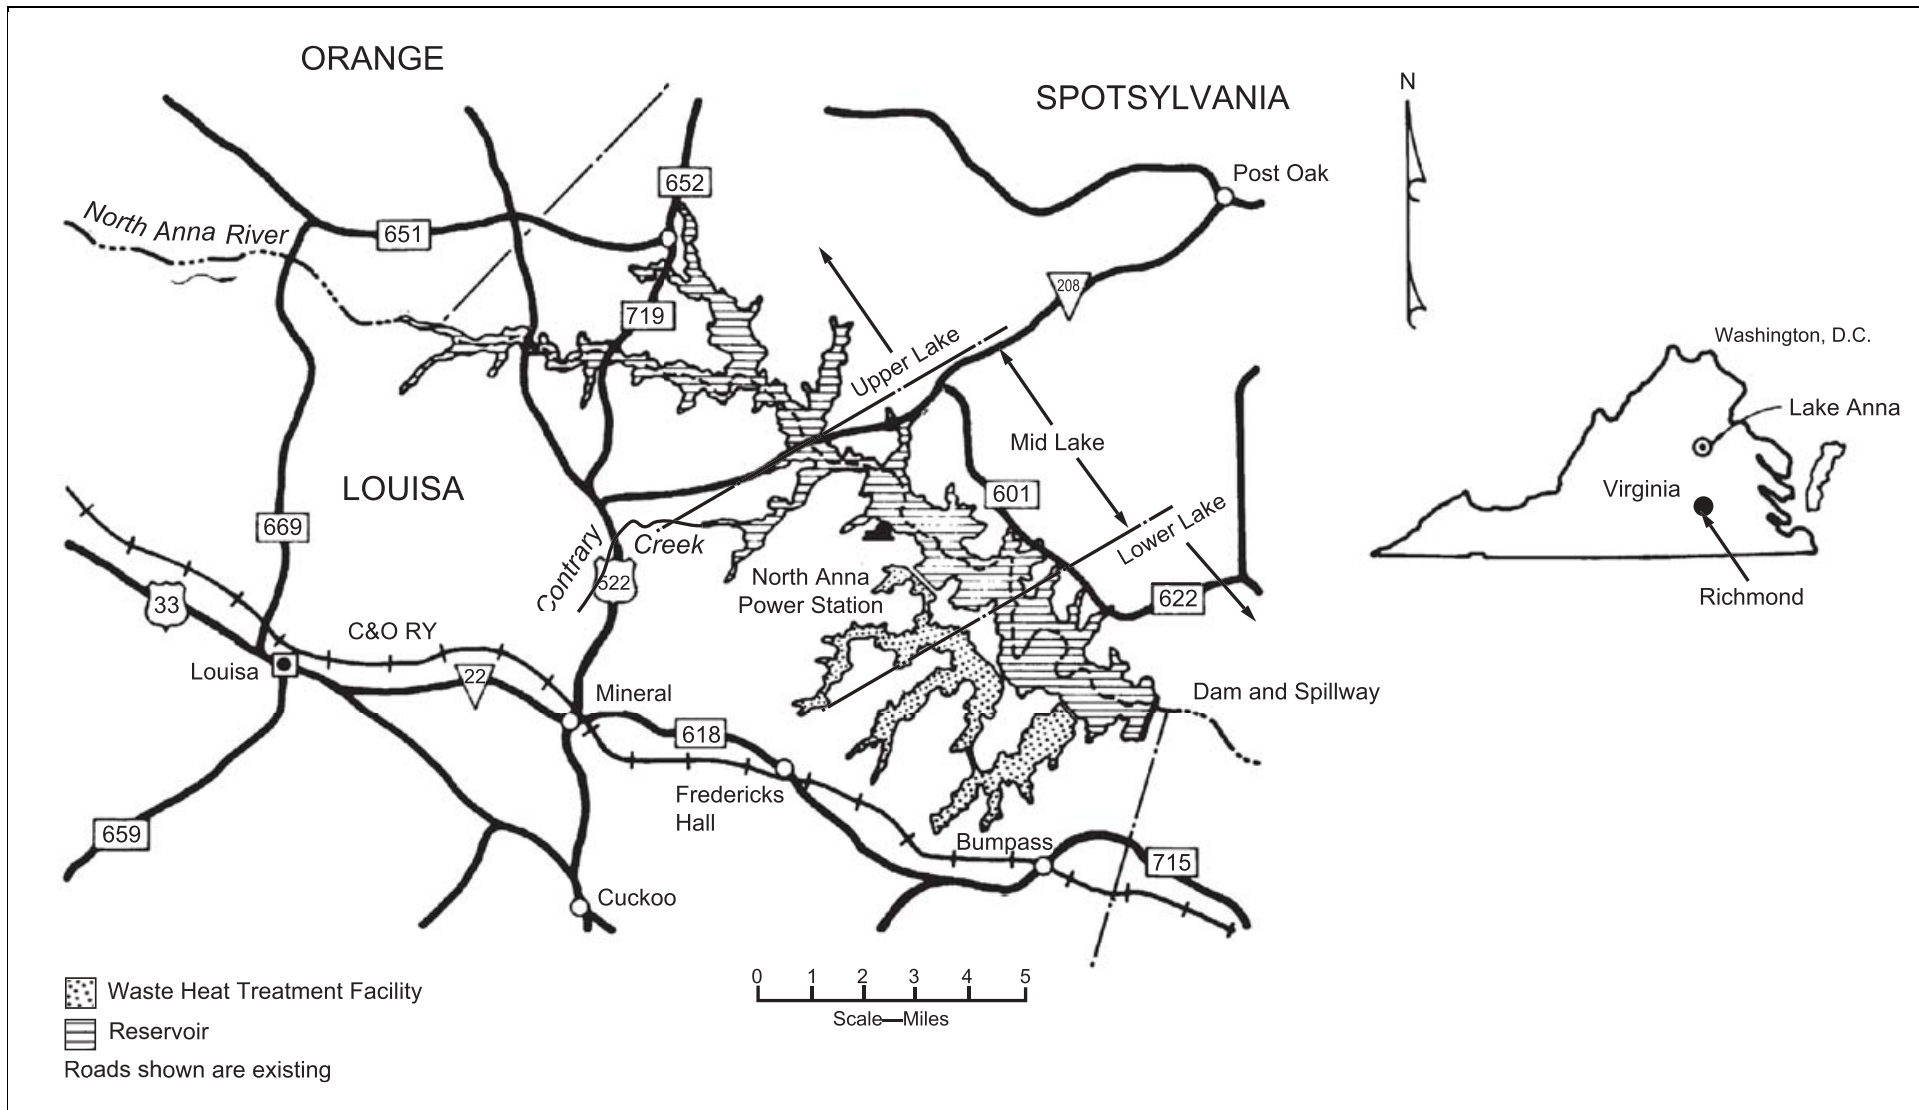 ORANGE
SPOTSYLVANIA
N
Post Oak
652
North Anna River
651
208
719
Upper Lake
Washington, D.C.
Lake Anna
Mid Lake
LOUISA
601
Virginia
669
Contrary
Creek
Lower Lake
North Anna
Power Station
522
622
Richmond
33
C&O RY
Louisa
22
Mineral
Dam and Spillway
618
Fredericks
Hall
659
Bumpass
715
Cuckoo
0 1 2 3 4 5
Scale—Miles
Waste Heat Treatment Facility
Reservoir
Roads shown are existing